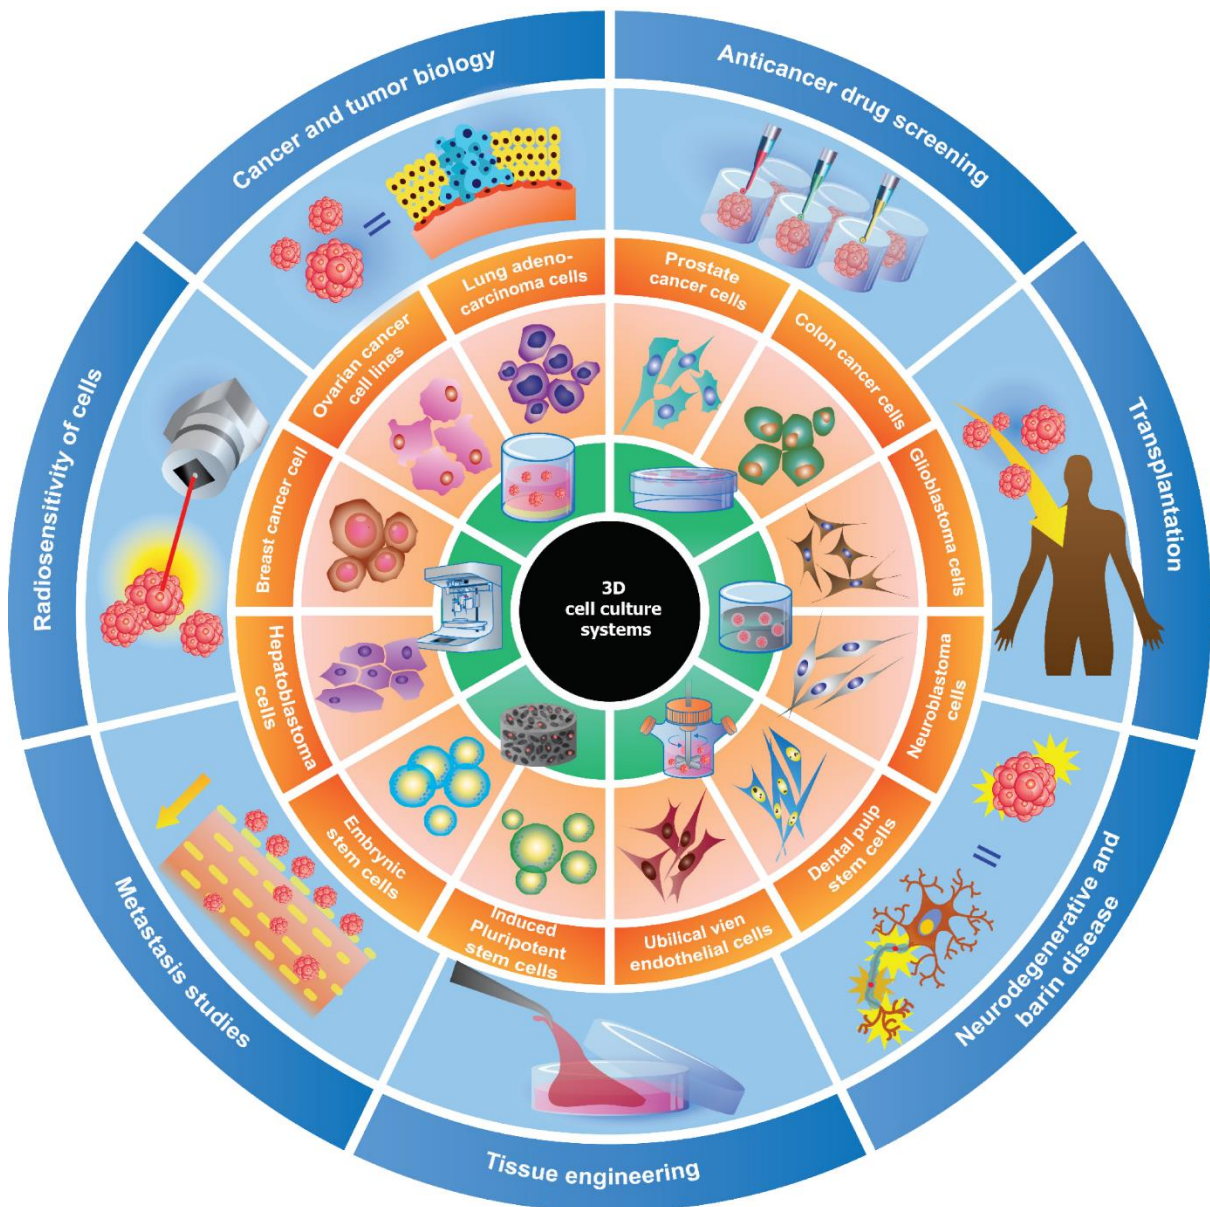 Cancer and tumor biology
Anticancer drug screening
Transplantation
Neurodegenerative and
barin disease
Tissue engineering
Metastasis studies
Radiosensitivity of cells
Lung adeno-
carcinoma cells
Prostate
cancer cells
Colon cancer cells
Glioblastoma cells
Neuroblastoma
cells
Dental pulp
stem cells
Ubilical vien
endothelial cells
Induced
Pluripotent
stem cells
Embrynic
stem cells
Hepatoblastoma
cells
Breast cancer cell
Ovarian cancer
cell lines
3D
cell culture
systems